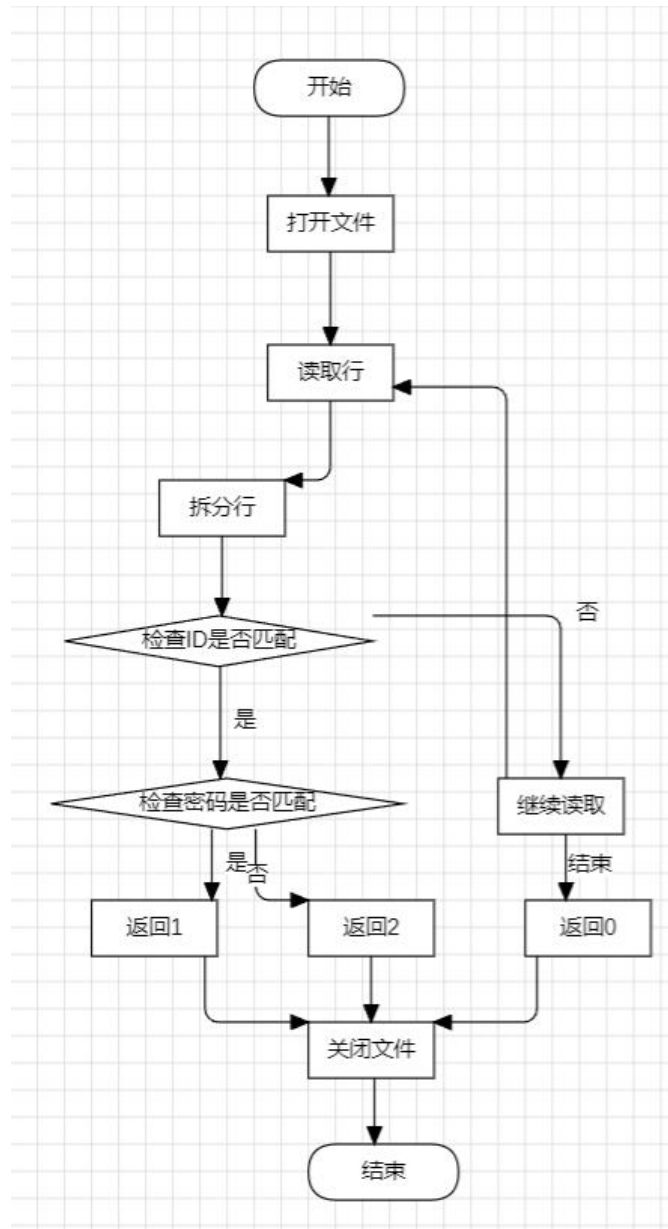 开始
打开文件
读取行
拆分行
否
检查ID是否匹配
是
检查密码是否匹配
继续读取
是
否
结束
返回1
返回2
返回0
关闭文件
结束